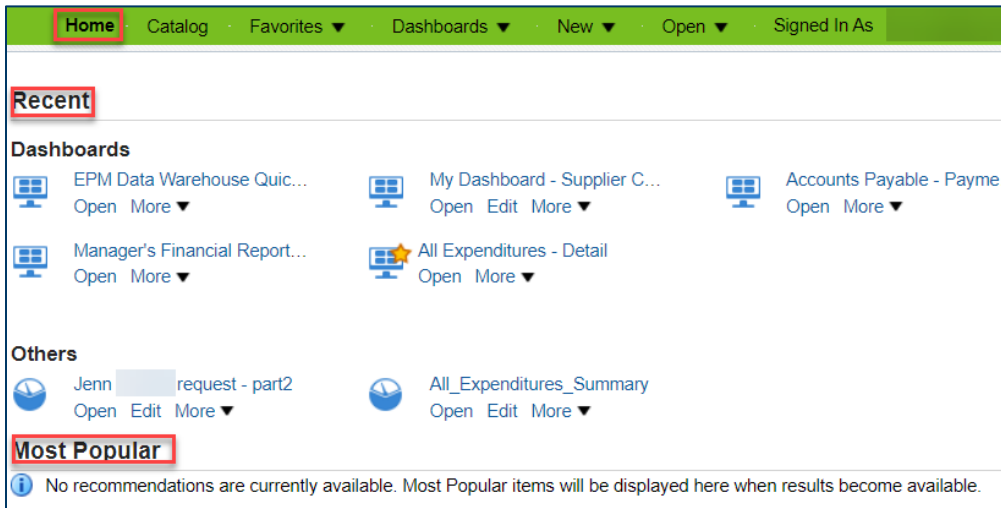 Home Catalog Favorites ▼ Dashboards ▼ New ▼ Open ▼ Signed In As
Recent
Dashboards
EPM Data Warehouse Quic... My Dashboard - Supplier C... Accounts Payable - Payme
Open More ▼ Open Edit More ▼ Open More ▼
Manager's Financial Report... All Expenditures - Detail
Open More ▼ Open More ▼
Others
Jenn request - part2 All_Expenditures_Summary
Open Edit More ▼ Open Edit More ▼
Most Popular
No recommendations are currently available. Most Popular items will be displayed here when results become available.